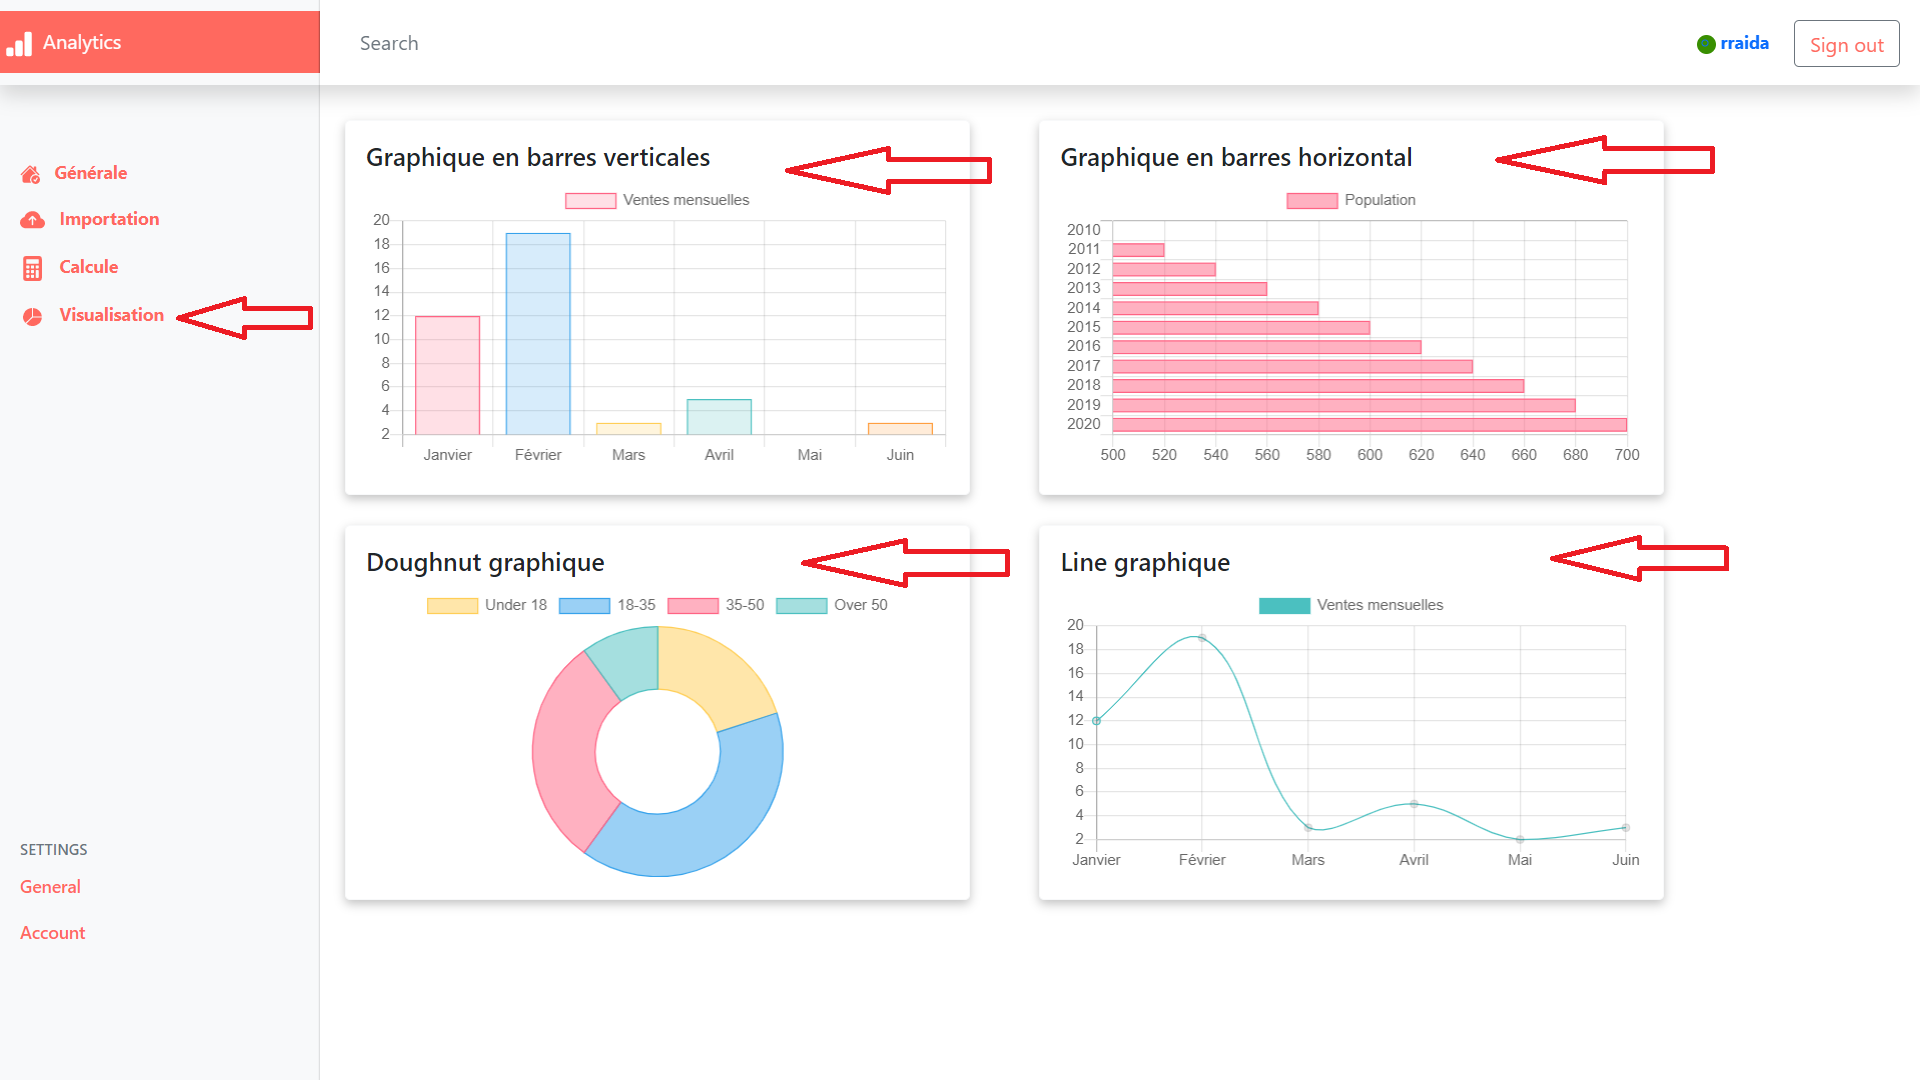 Analytics
Search
rraida
Sign out
Générale
Importation
Calcule
Visualisation
SETTINGS
General
Account
Graphique en barres verticales
Ventes mensuelles
20
18
16
14
12
10
8
6
4
2
Janvier Février Mars Avril Mai Juin
Graphique en barres horizontal
Population
2010
2011
2012
2013
2014
2015
2016
2017
2018
2019
2020
500 520 540 560 580 600 620 640 660 680 700
Doughnut graphique
Under 18 18-35 35-50 Over 50
Line graphique
Ventes mensuelles
20
18
16
14
12
10
8
6
4
2
Janvier Février Mars Avril Mai Juin